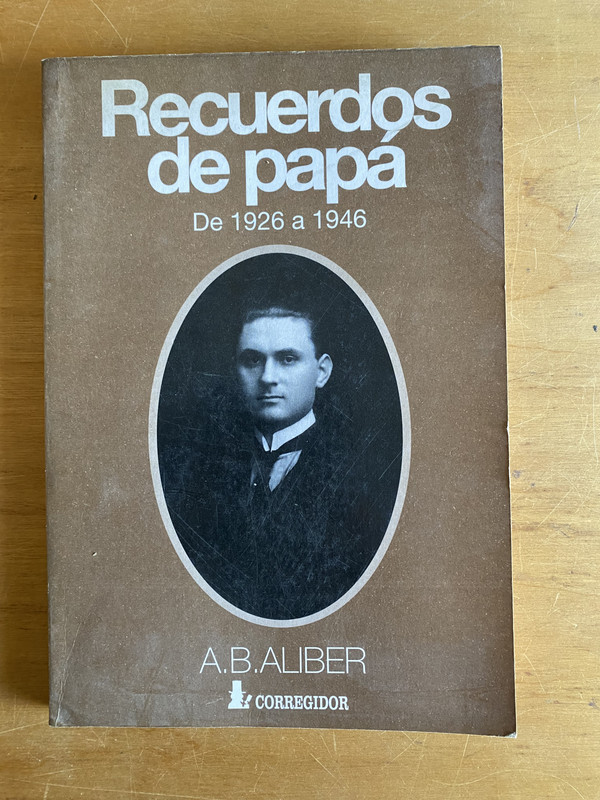 Recuerdos
de papá
De 1926 a 1946
A.B.ALIBER
CORREGIDOR